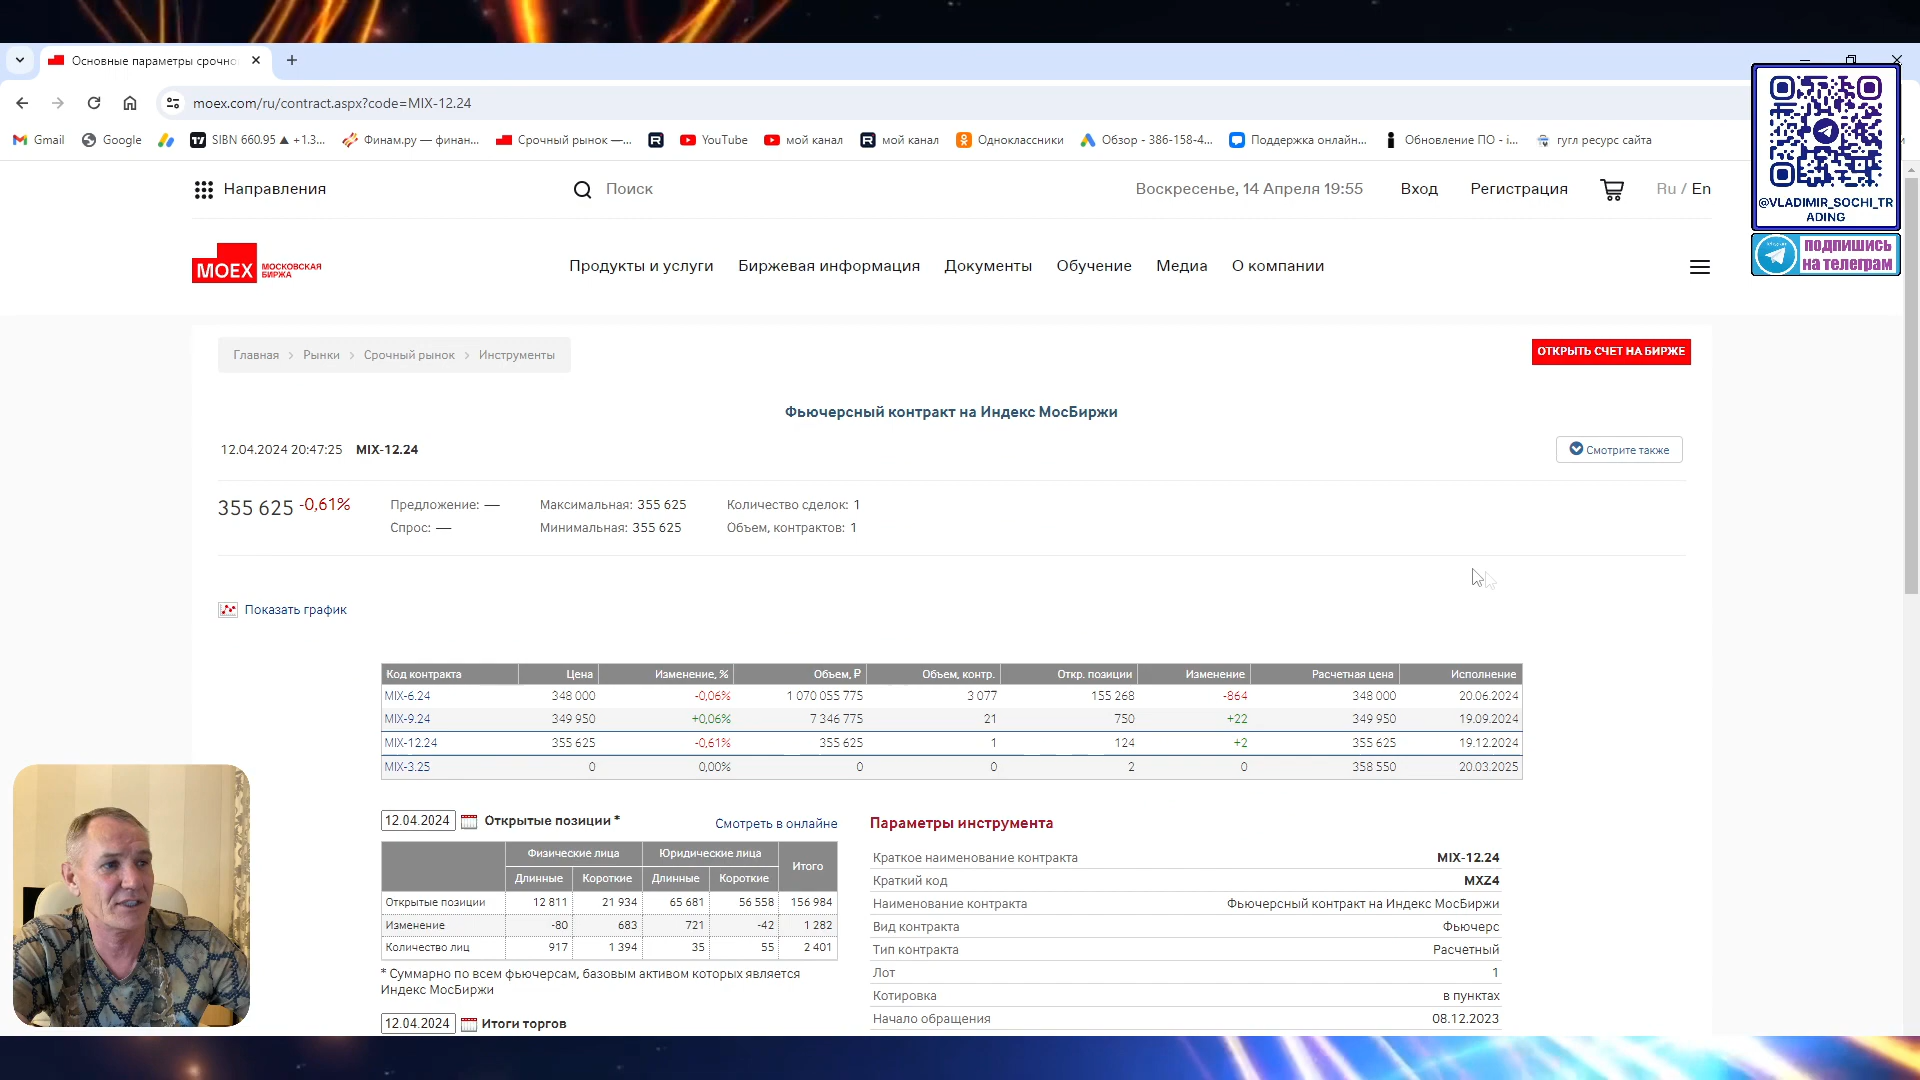 Основные параметры срочно
moex.com/ru/contract.aspx?code=MIX-12.24
Gmail
Google
SIBN 660.95 ▲ +1.3...
Финам.ру — финан...
Срочный рынок —...
YouTube
мой канал
мой канал
Одноклассники
Обзор - 386-158-4...
Поддержка онлайн...
Обновление ПО - i...
гугл ресурс сайта
@VLADIMIR_SOCHI_TR
ADING
подпишись
на телеграм
Направления
Поиск
Воскресенье, 14 Апреля 19:55
Вход
Регистрация
Ru / En
MOEX МОСКОВСКАЯ
БИРЖА
Продукты и услуги
Биржевая информация
Документы
Обучение
Медиа
О компании
Главная > Рынки > Срочный рынок > Инструменты
ОТКРЫТЬ СЧЕТ НА БИРЖЕ
Фьючерсный контракт на Индекс МосБиржи
12.04.2024 20:47:25 MIX-12.24
Смотрите также
355 625 -0,61%
Предложение: —
Максимальная: 355 625
Количество сделок: 1
Спрос: —
Минимальная: 355 625
Объем, контрактов: 1
Показать график
Код контракта Цена Изменение, % Объем, ₽ Объем, контр. Откр. позиции Изменение Расчетная цена Исполнение
MIX-6.24 348 000 -0,06% 1 070 055 775 3 077 155 268 -864 348 000 20.06.2024
MIX-9.24 349 950 +0,06% 7 346 775 21 750 +22 349 950 19.09.2024
MIX-12.24 355 625 -0,61% 355 625 1 124 +2 355 625 19.12.2024
MIX-3.25 0 0,00% 0 0 2 0 358 550 20.03.2025
12.04.2024 Открытые позиции * Смотреть в онлайне
Физические лица Юридические лица Итого
Длинные Короткие Длинные Короткие
Открытые позиции 12 811 21 934 65 681 56 558 156 984
Изменение -80 683 721 -42 1 282
Количество лиц 917 1 394 35 55 2 401
* Суммарно по всем фьючерсам, базовым активом которых является
Индекс МосБиржи
12.04.2024 Итоги торгов
Параметры инструмента
Краткое наименование контракта MIX-12.24
Краткий код MXZ4
Наименование контракта Фьючерсный контракт на Индекс МосБиржи
Вид контракта Фьючерс
Тип контракта Расчетный
Лот 1
Котировка в пунктах
Начало обращения 08.12.2023